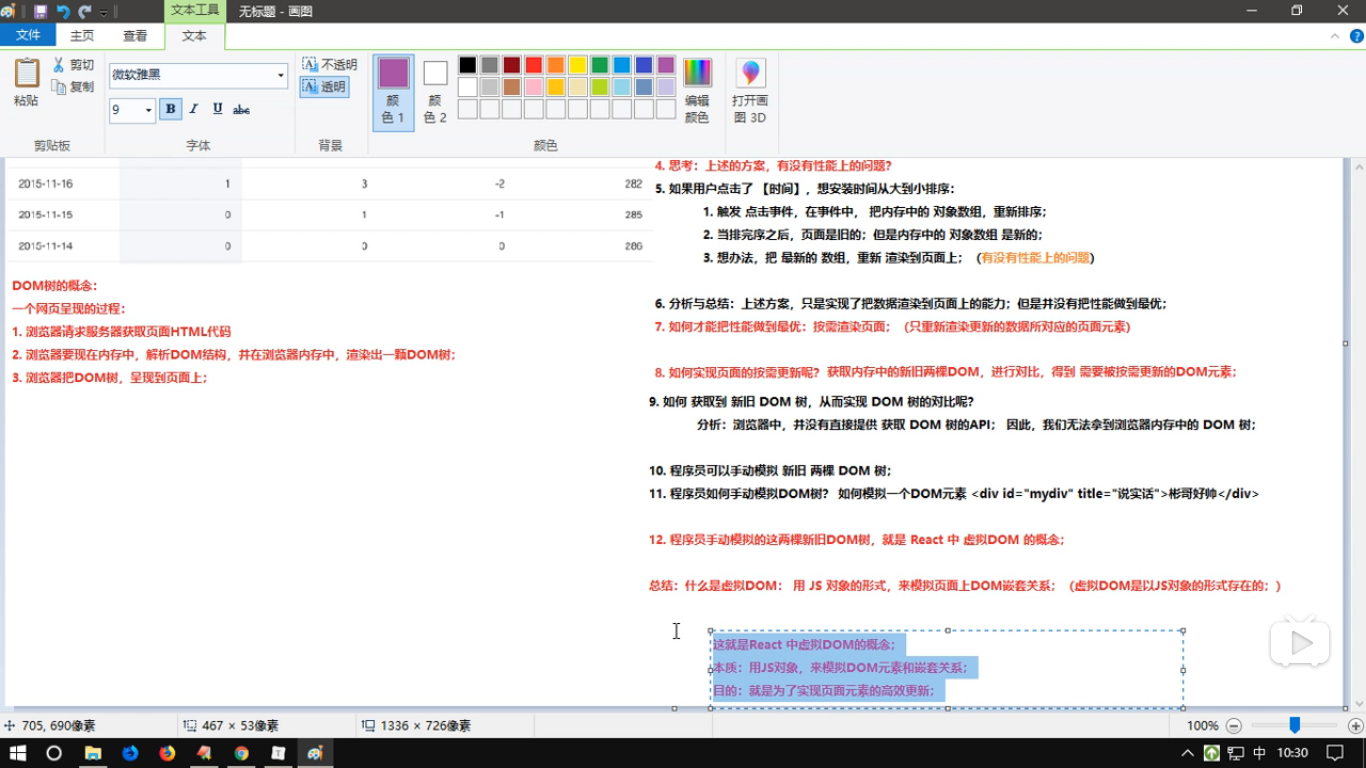 文本工具
无标题 - 画图
文件
主页
查看
文本
粘贴
剪切
复制
剪贴板
微软雅黑
9
B
I
U
abc
字体
不透明
透明
背景
颜色 1
颜色 2
颜色
编辑颜色
打开画图 3D
2015-11-16 1 3 -2 282
2015-11-15 0 1 -1 285
2015-11-14 0 0 0 286
DOM树的概念：
一个网页呈现的过程：
1. 浏览器请求服务器获取页面HTML代码
2. 浏览器要现在内存中，解析DOM结构，并在浏览器内存中，渲染出一颗DOM树；
3. 浏览器把DOM树，呈现到页面上；
4. 思考：上述的方案，有没有性能上的问题？
5. 如果用户点击了 【时间】，想安装时间从大到小排序：
1. 触发 点击事件，在事件中， 把内存中的 对象数组，重新排序；
2. 当排完序之后，页面是旧的；但是内存中的 对象数组 是新的；
3. 想办法，把 最新的 数组，重新 渲染到页面上；（有没有性能上的问题）
6. 分析与总结：上述方案，只是实现了把数据渲染到页面上的能力；但是并没有把性能做到最优；
7. 如何才能把性能做到最优：按需渲染页面；（只重新渲染更新的数据所对应的页面元素）
8. 如何实现页面的按需更新呢？获取内存中的新旧两棵DOM，进行对比，得到 需要被按需更新的DOM元素；
9. 如何 获取到 新旧 DOM 树，从而实现 DOM 树的对比呢？
分析：浏览器中，并没有直接提供 获取 DOM 树的API； 因此，我们无法拿到浏览器内存中的 DOM 树；
10. 程序员可以手动模拟 新旧 两棵 DOM 树；
11. 程序员如何手动模拟DOM树？ 如何模拟一个DOM元素 <div id="mydiv" title="说实话">彬哥好帅</div>
12. 程序员手动模拟的这两棵新旧DOM树，就是 React 中 虚拟DOM 的概念；
总结：什么是虚拟DOM： 用 JS 对象的形式，来模拟页面上DOM嵌套关系；（虚拟DOM是以JS对象的形式存在的；）
这就是React 中虚拟DOM的概念；
本质：用JS对象，来模拟DOM元素和嵌套关系；
目的：就是为了实现页面元素的高效更新；
705, 690像素
467 × 53像素
1336 × 726像素
100%
中
10:30